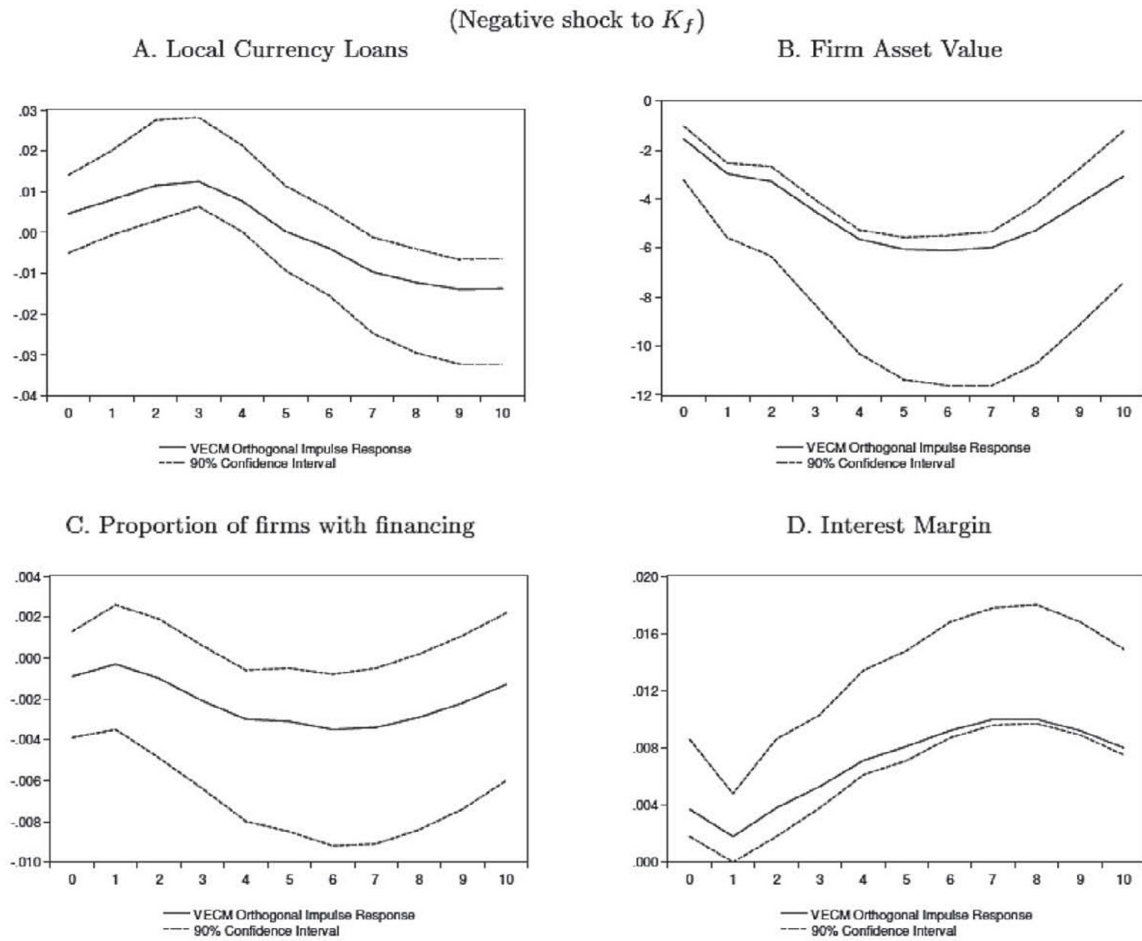 (Negative shock to K_f)
A. Local Currency Loans
B. Firm Asset Value
.03
.02
.01
.00
-.01
-.02
-.03
-.04
0 1 2 3 4 5 6 7 8 9 10
VECM Orthogonal Impulse Response
90% Confidence Interval
0
-2
-4
-6
-8
-10
-12
0 1 2 3 4 5 6 7 8 9 10
VECM Orthogonal Impulse Response
90% Confidence Interval
C. Proportion of firms with financing
D. Interest Margin
.004
.002
.000
-.002
-.004
-.006
-.008
-.010
0 1 2 3 4 5 6 7 8 9 10
VECM Orthogonal Impulse Response
90% Confidence Interval
.020
.016
.012
.008
.004
.000
0 1 2 3 4 5 6 7 8 9 10
VECM Orthogonal Impulse Response
90% Confidence Interval